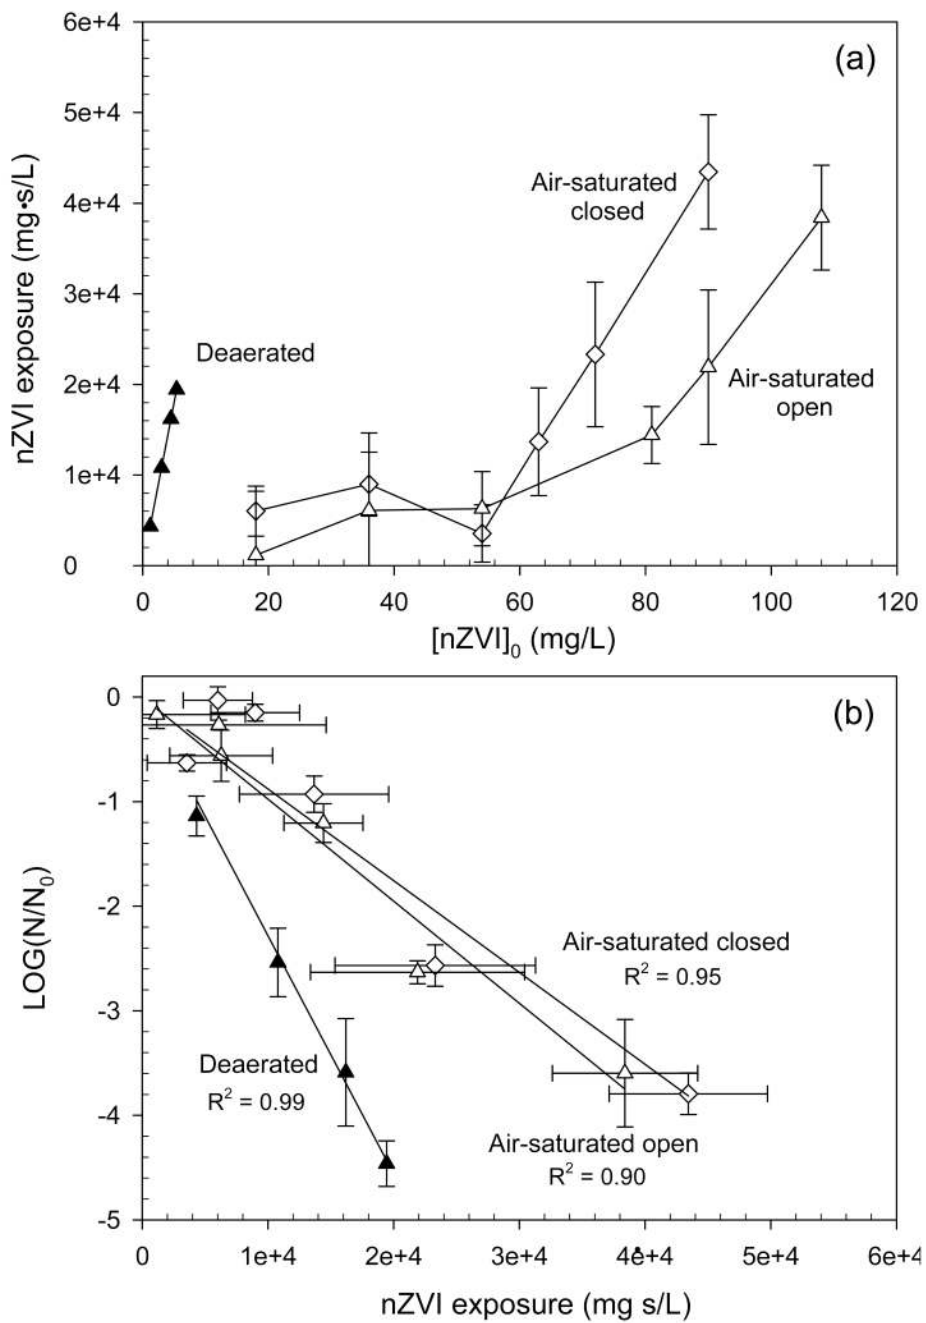 (a)
6e+4
5e+4
4e+4
3e+4
2e+4
1e+4
0
nZVI exposure (mg•s/L)
Air-saturated
closed
Deaerated
Air-saturated
open
0 20 40 60 80 100 120
[nZVI]₀ (mg/L)
(b)
0
-1
-2
-3
-4
-5
LOG(N/N₀)
Air-saturated closed
R² = 0.95
Deaerated
R² = 0.99
Air-saturated open
R² = 0.90
0 1e+4 2e+4 3e+4 4e+4 5e+4 6e+4
nZVI exposure (mg s/L)